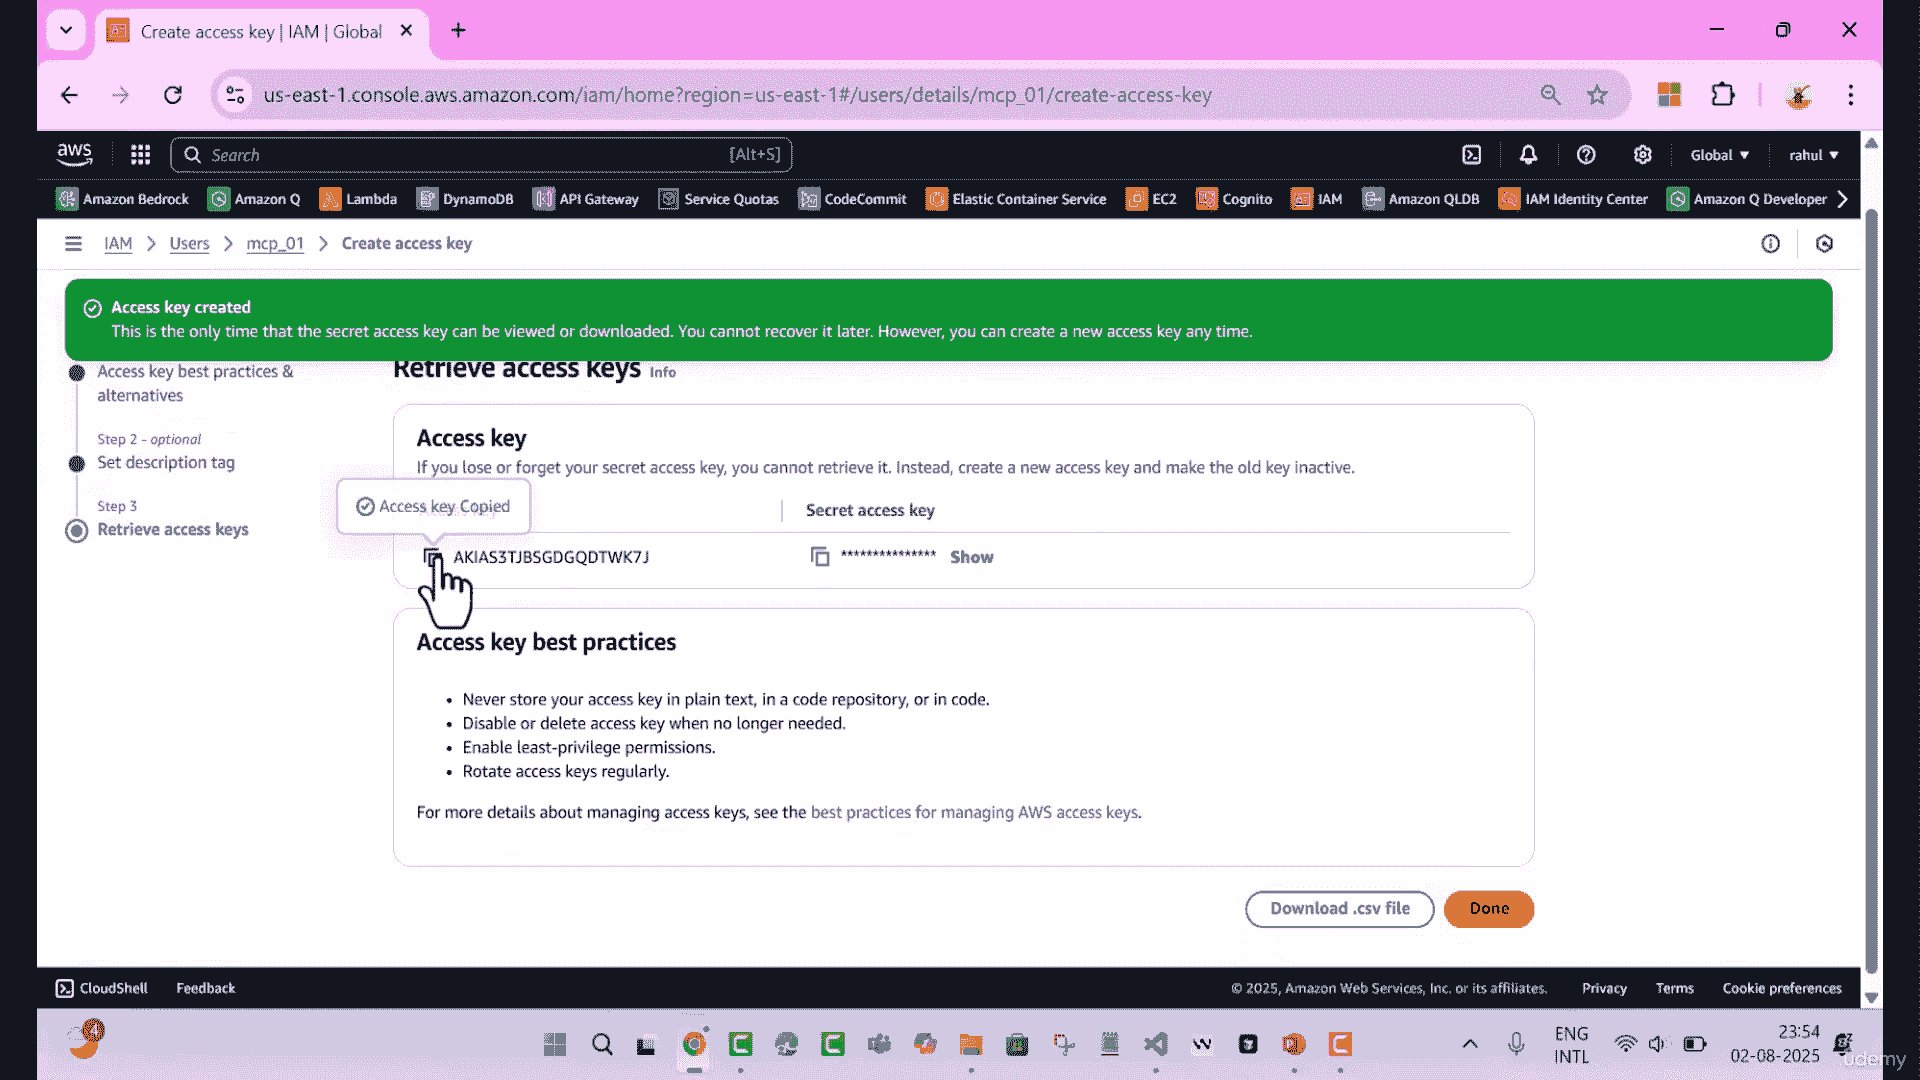 Create access key | IAM | Global
us-east-1.console.aws.amazon.com/iam/home?region=us-east-1#/users/details/mcp_01/create-access-key
aws
Search [Alt+S]
Global ▼ rahul ▼
Amazon Bedrock Amazon Q Lambda DynamoDB API Gateway Service Quotas CodeCommit Elastic Container Service EC2 Cognito IAM Amazon QLDB IAM Identity Center Amazon Q Developer
IAM > Users > mcp_01 > Create access key
Access key created
This is the only time that the secret access key can be viewed or downloaded. You cannot recover it later. However, you can create a new access key any time.
Access key best practices &
alternatives
Step 2 - optional
Set description tag
Step 3
Retrieve access keys
Retrieve access keys Info
Access key
If you lose or forget your secret access key, you cannot retrieve it. Instead, create a new access key and make the old key inactive.
Access key Copied
Secret access key
AKIAS3TJBSGDGQDTWK7J *************** Show
Access key best practices
• Never store your access key in plain text, in a code repository, or in code.
• Disable or delete access key when no longer needed.
• Enable least-privilege permissions.
• Rotate access keys regularly.
For more details about managing access keys, see the best practices for managing AWS access keys.
Download .csv file Done
CloudShell Feedback
© 2025, Amazon Web Services, Inc. or its affiliates. Privacy Terms Cookie preferences
4
ENG
INTL
23:54
02-08-2025
udemy